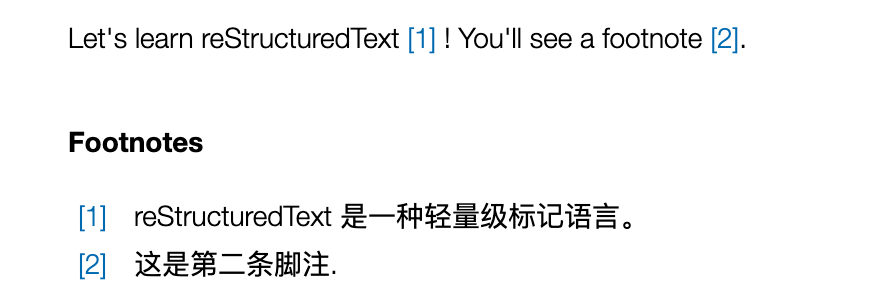 Let's learn reStructuredText [1] ! You'll see a footnote [2].
Footnotes
[1] reStructuredText 是一种轻量级标记语言。
[2] 这是第二条脚注.